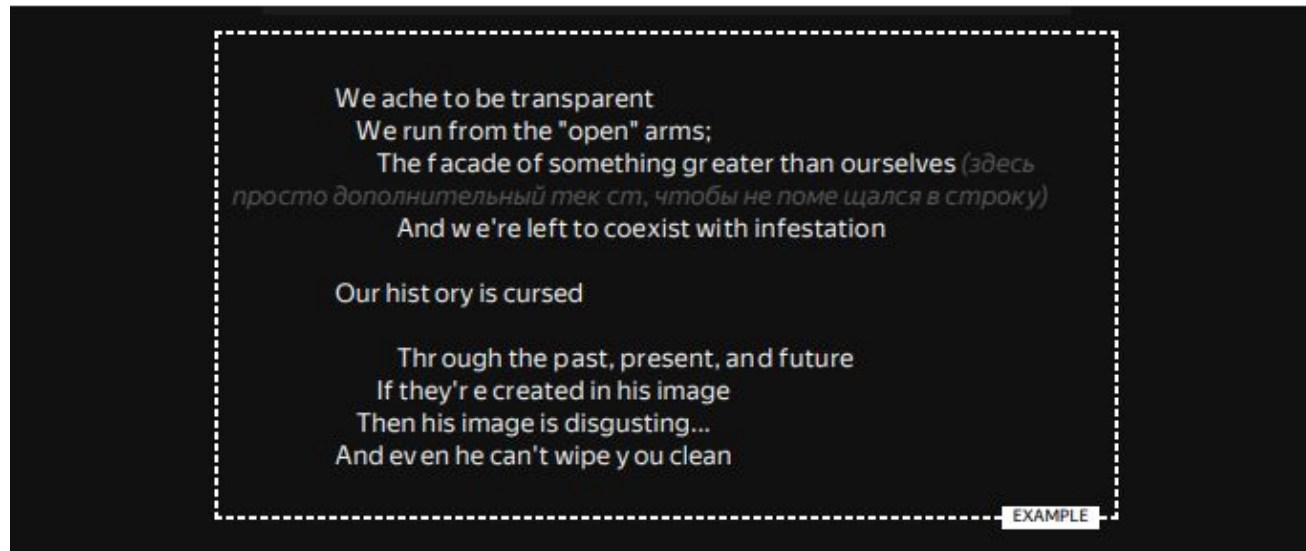 We ache to be transparent
We run from the "open" arms;
The facade of something greater than ourselves (здесь
просто дополнительный текст, чтобы не помещался в строку)
And we're left to coexist with infestation
Our history is cursed
Through the past, present, and future
If they're created in his image
Then his image is disgusting...
And even he can't wipe you clean
EXAMPLE